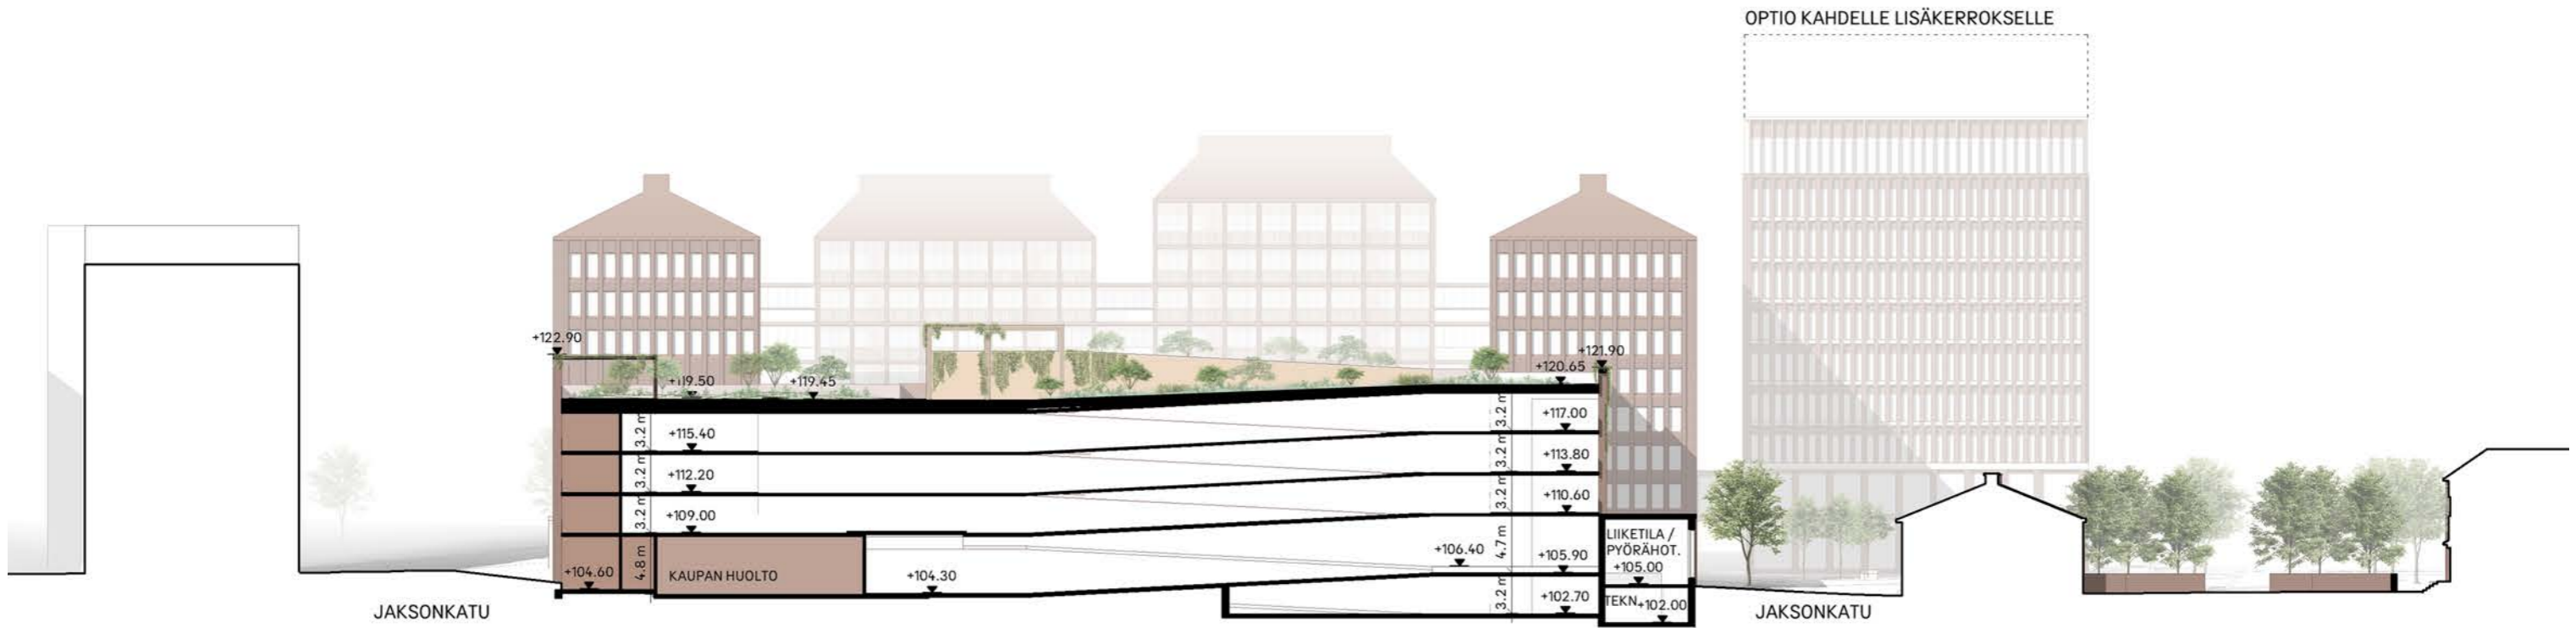 OPTIO KAHDELLE LISÄKERROKSELLE
+122.90
+121.90
+119.50
+119.45
+120.65
3.2 m
+115.40
3.2 m
+117.00
3.2 m
+112.20
3.2 m
+113.80
3.2 m
+109.00
3.2 m
+110.60
4.8 m
+104.60
KAUPAN HUOLTO
+104.30
+106.40
4.7 m
+105.90
LIIKETILA /
PYÖRÄHOT.
+105.00
3.2 m
+102.70
TEKN.
+102.00
JAKSONKATU
JAKSONKATU